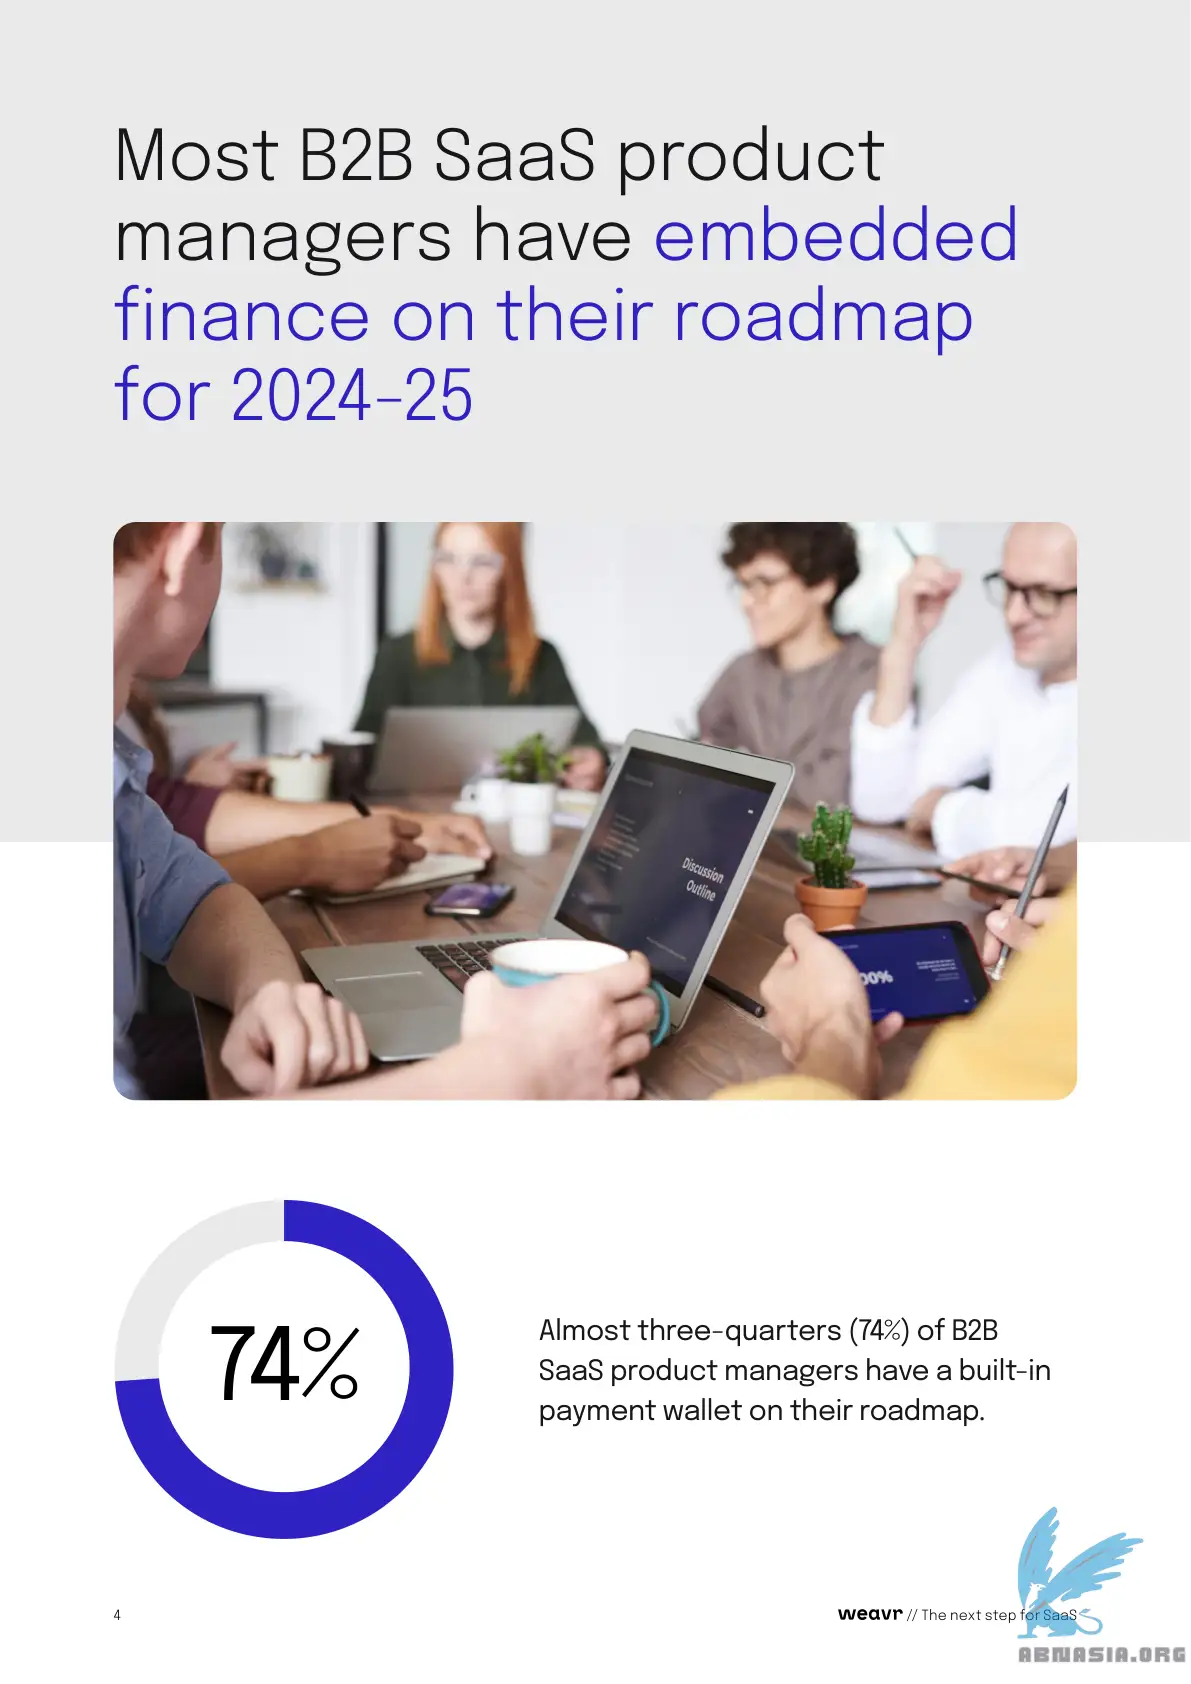 Most B2B SaaS product
managers have embedded
finance on their roadmap
for 2024-25
Discussion
Outline
00%
74%
Almost three-quarters (74%) of B2B
SaaS product managers have a built-in
payment wallet on their roadmap.
4
weavr // The next step for SaaS
ABNASIA.ORG